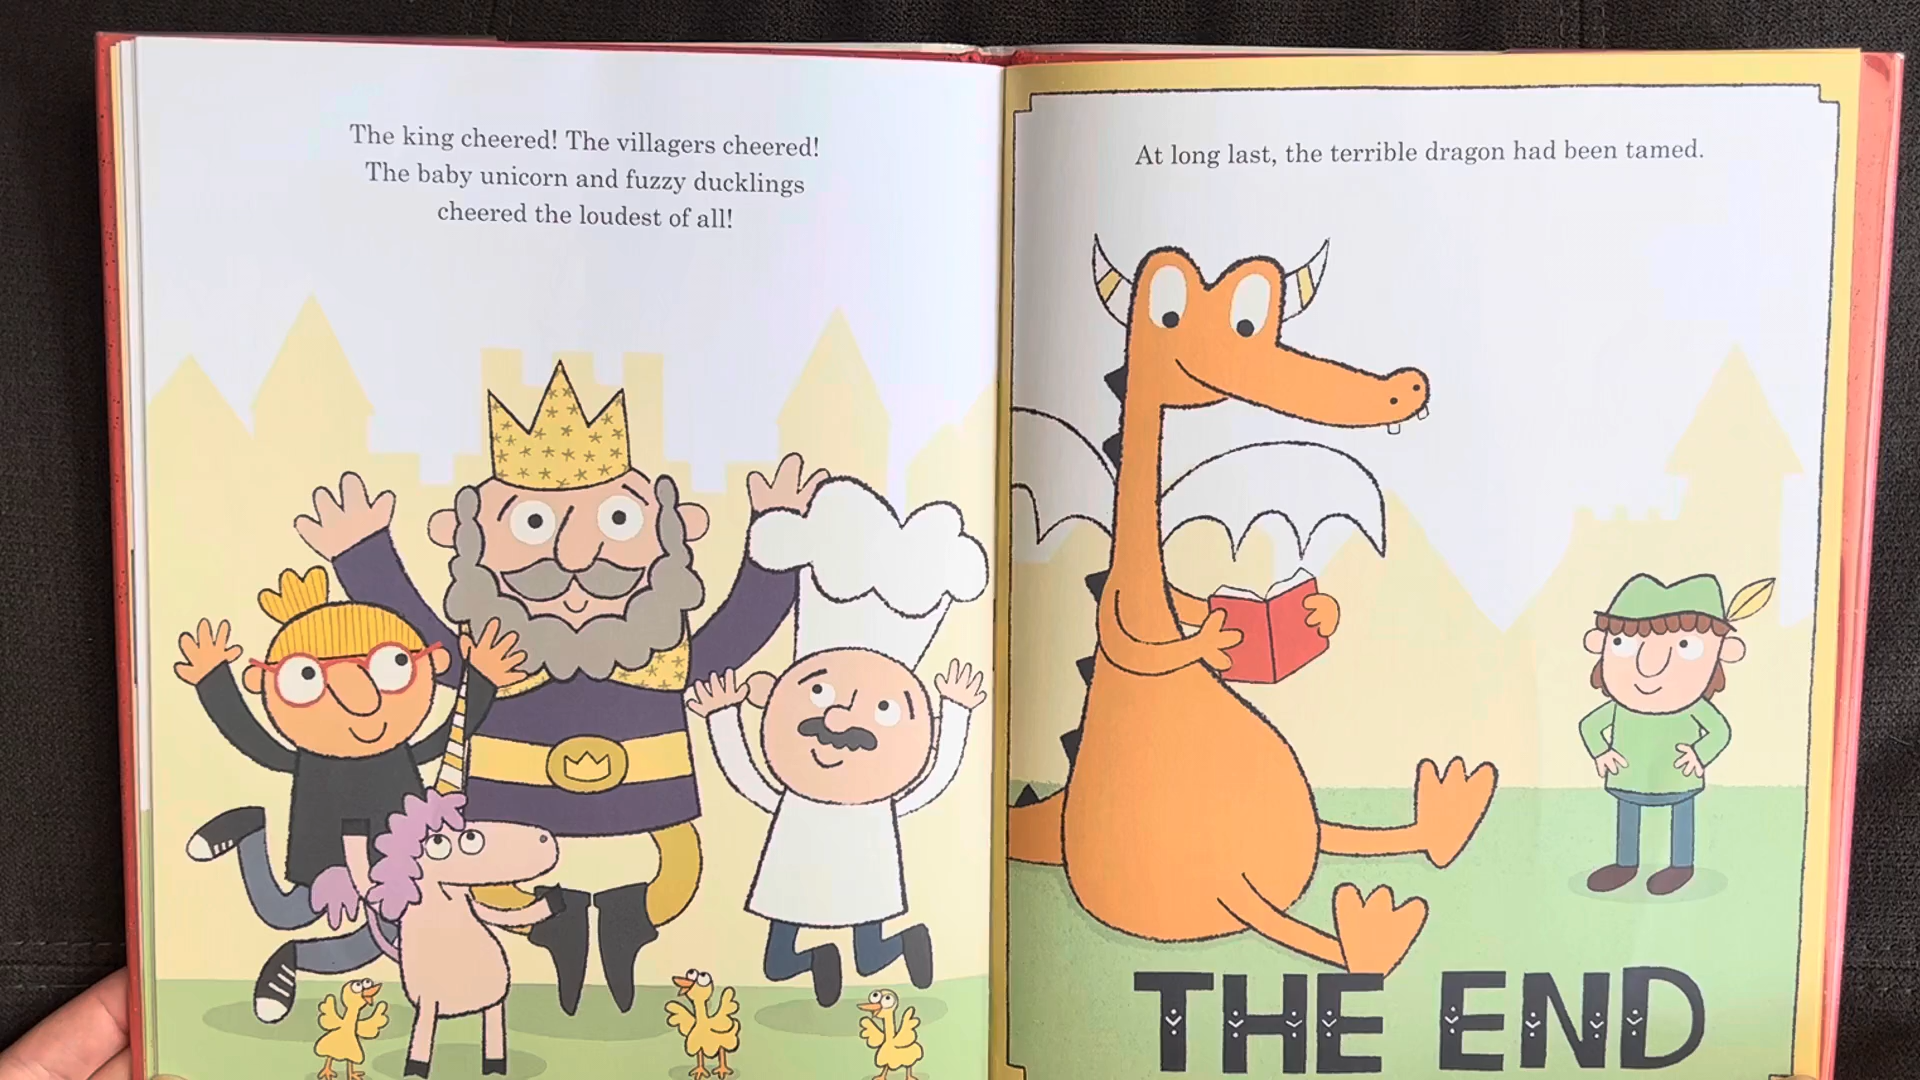 The king cheered! The villagers cheered!
The baby unicorn and fuzzy ducklings
cheered the loudest of all!
At long last, the terrible dragon had been tamed.
THE END